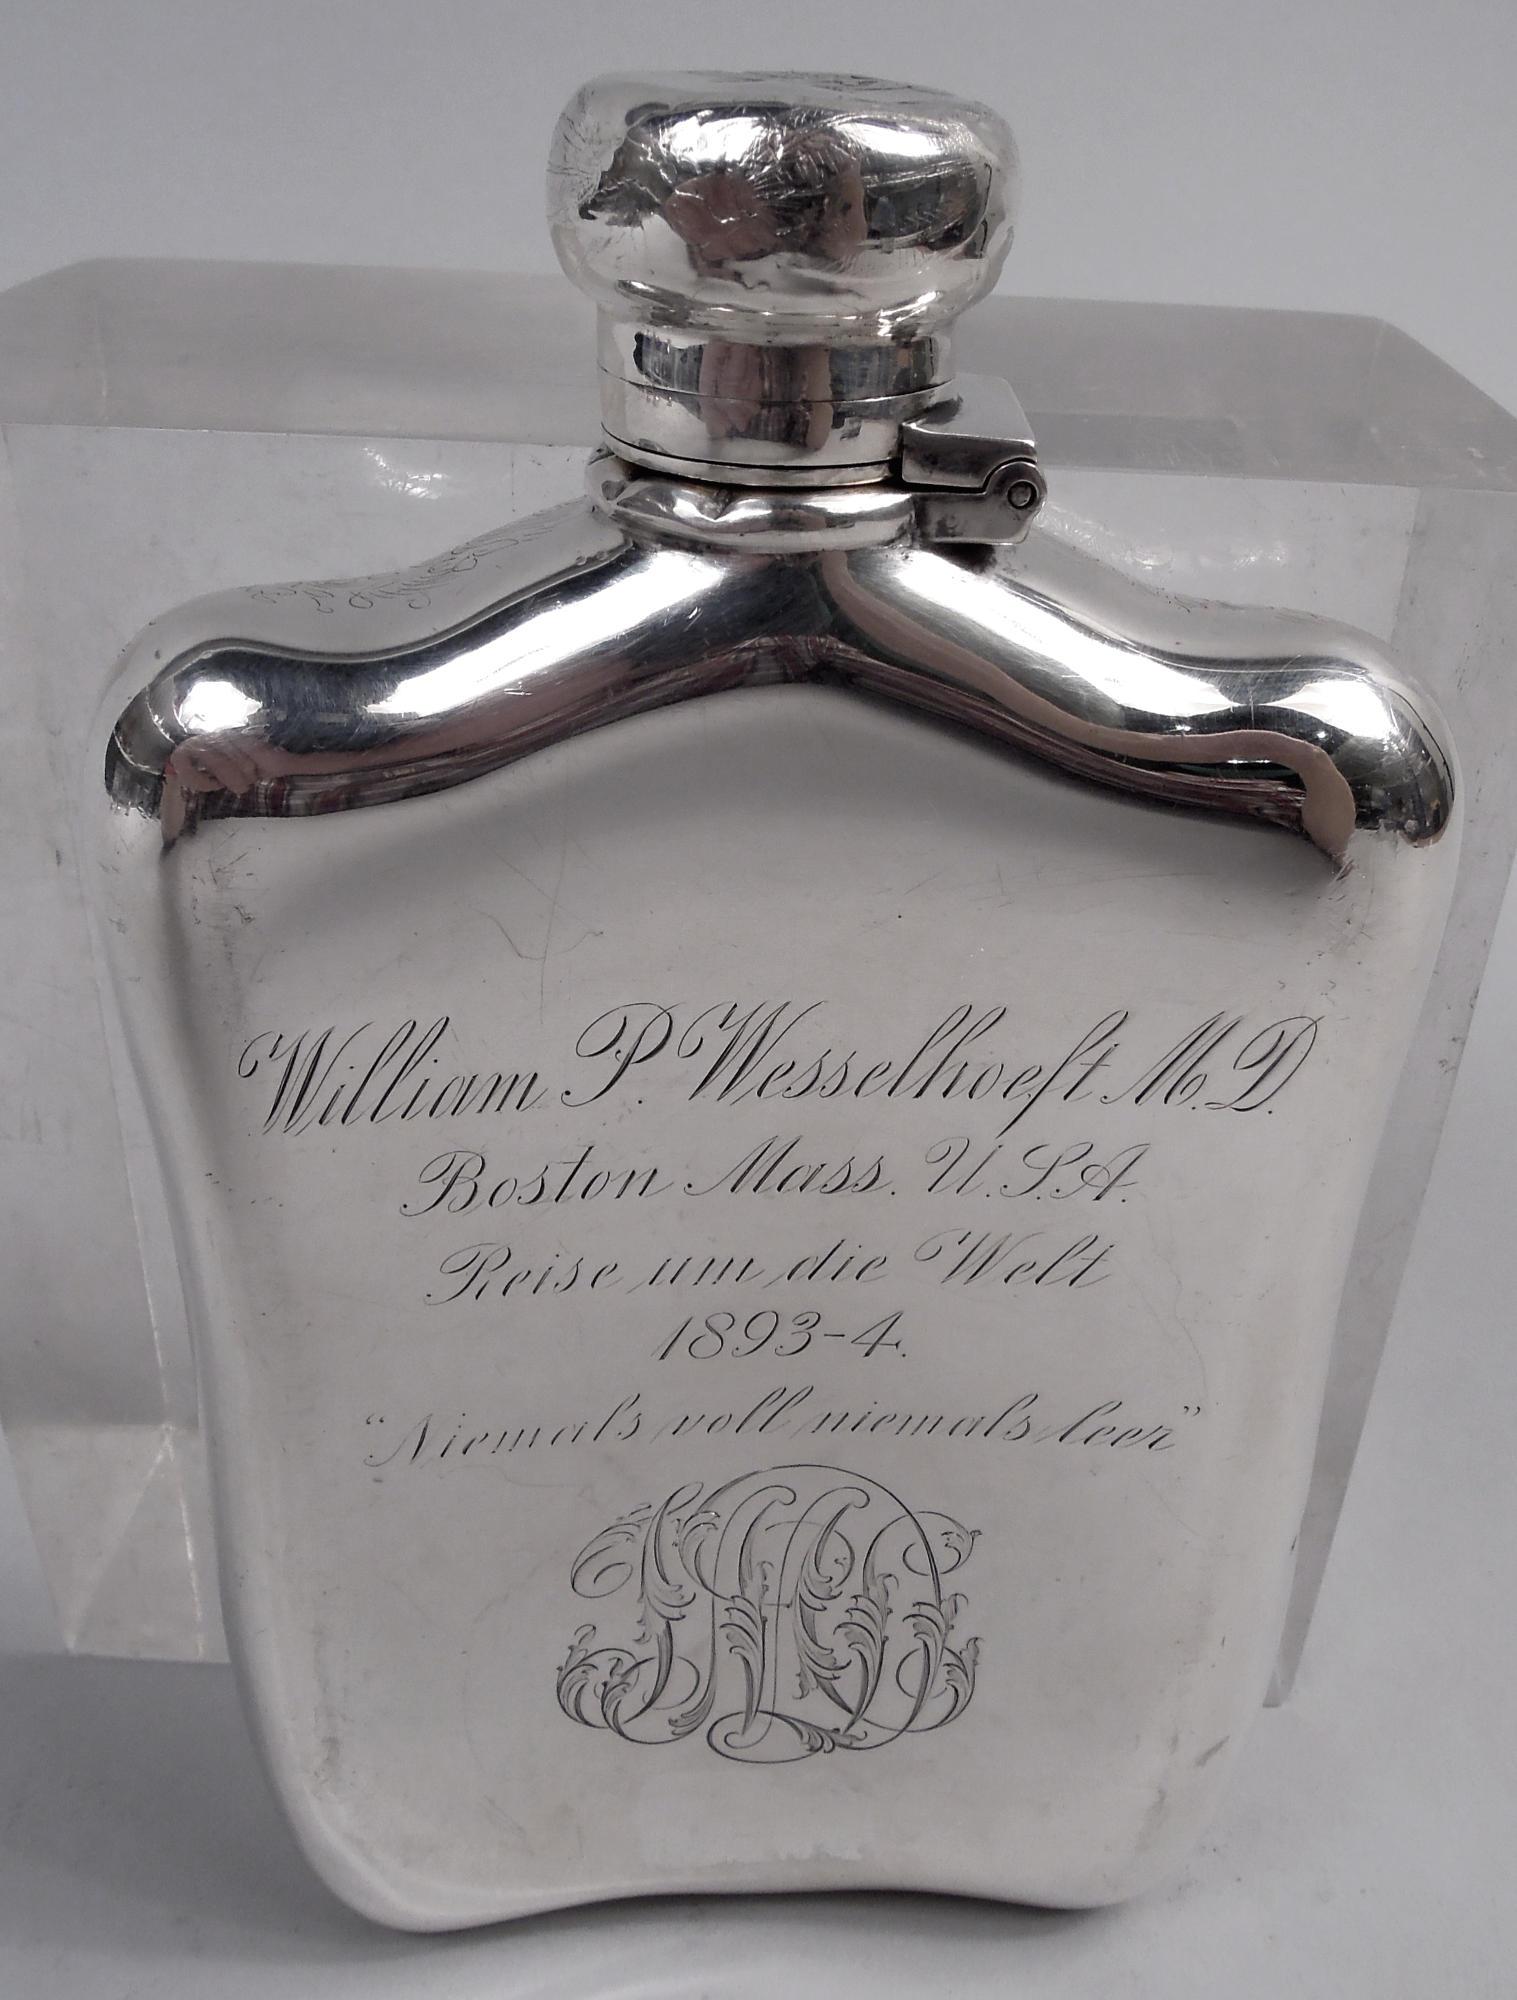 William P. Wesselhoeft M.D.
Boston Mass. U.S.A.
Reise um die Welt
1893-4.
"Niemals voll niemals leer"